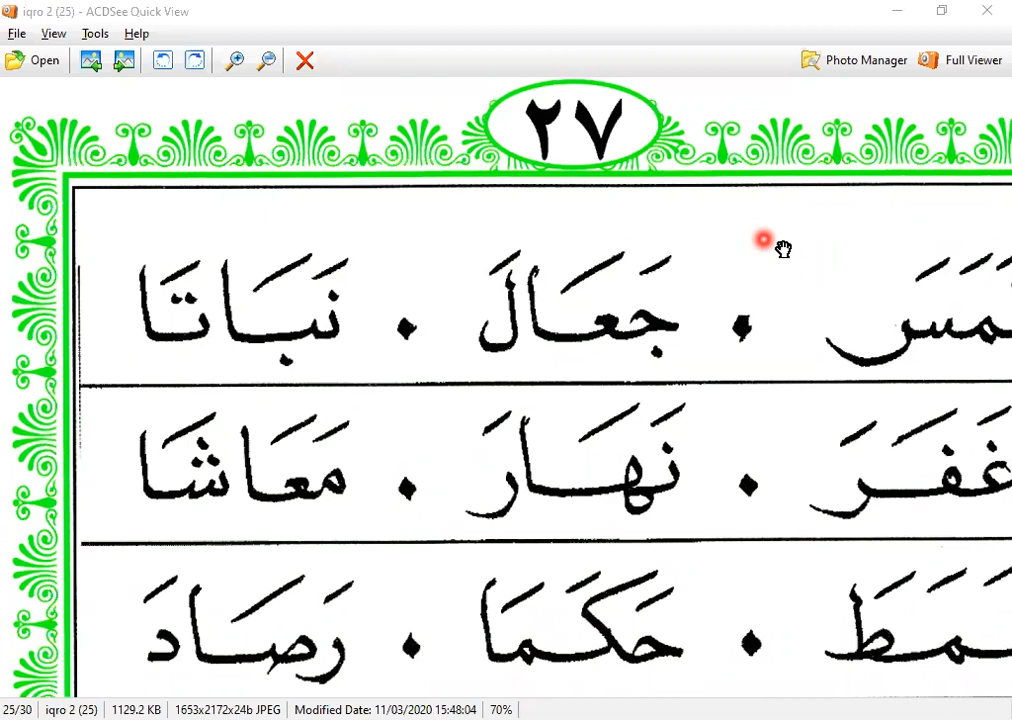 iqro 2 (25) - ACDSee Quick View
File View Tools Help
Open Photo Manager Full Viewer
٢٧
مَسَ . جَعَالَ . نَبَاتَا
غَفَرَ . نَهَارَ . مَعَاشَا
مَطَ . حَكَمَا . رَصَادَ
25/30 iqro 2 (25) 1129.2 KB 1653x2172x24b JPEG Modified Date: 11/03/2020 15:48:04 70%